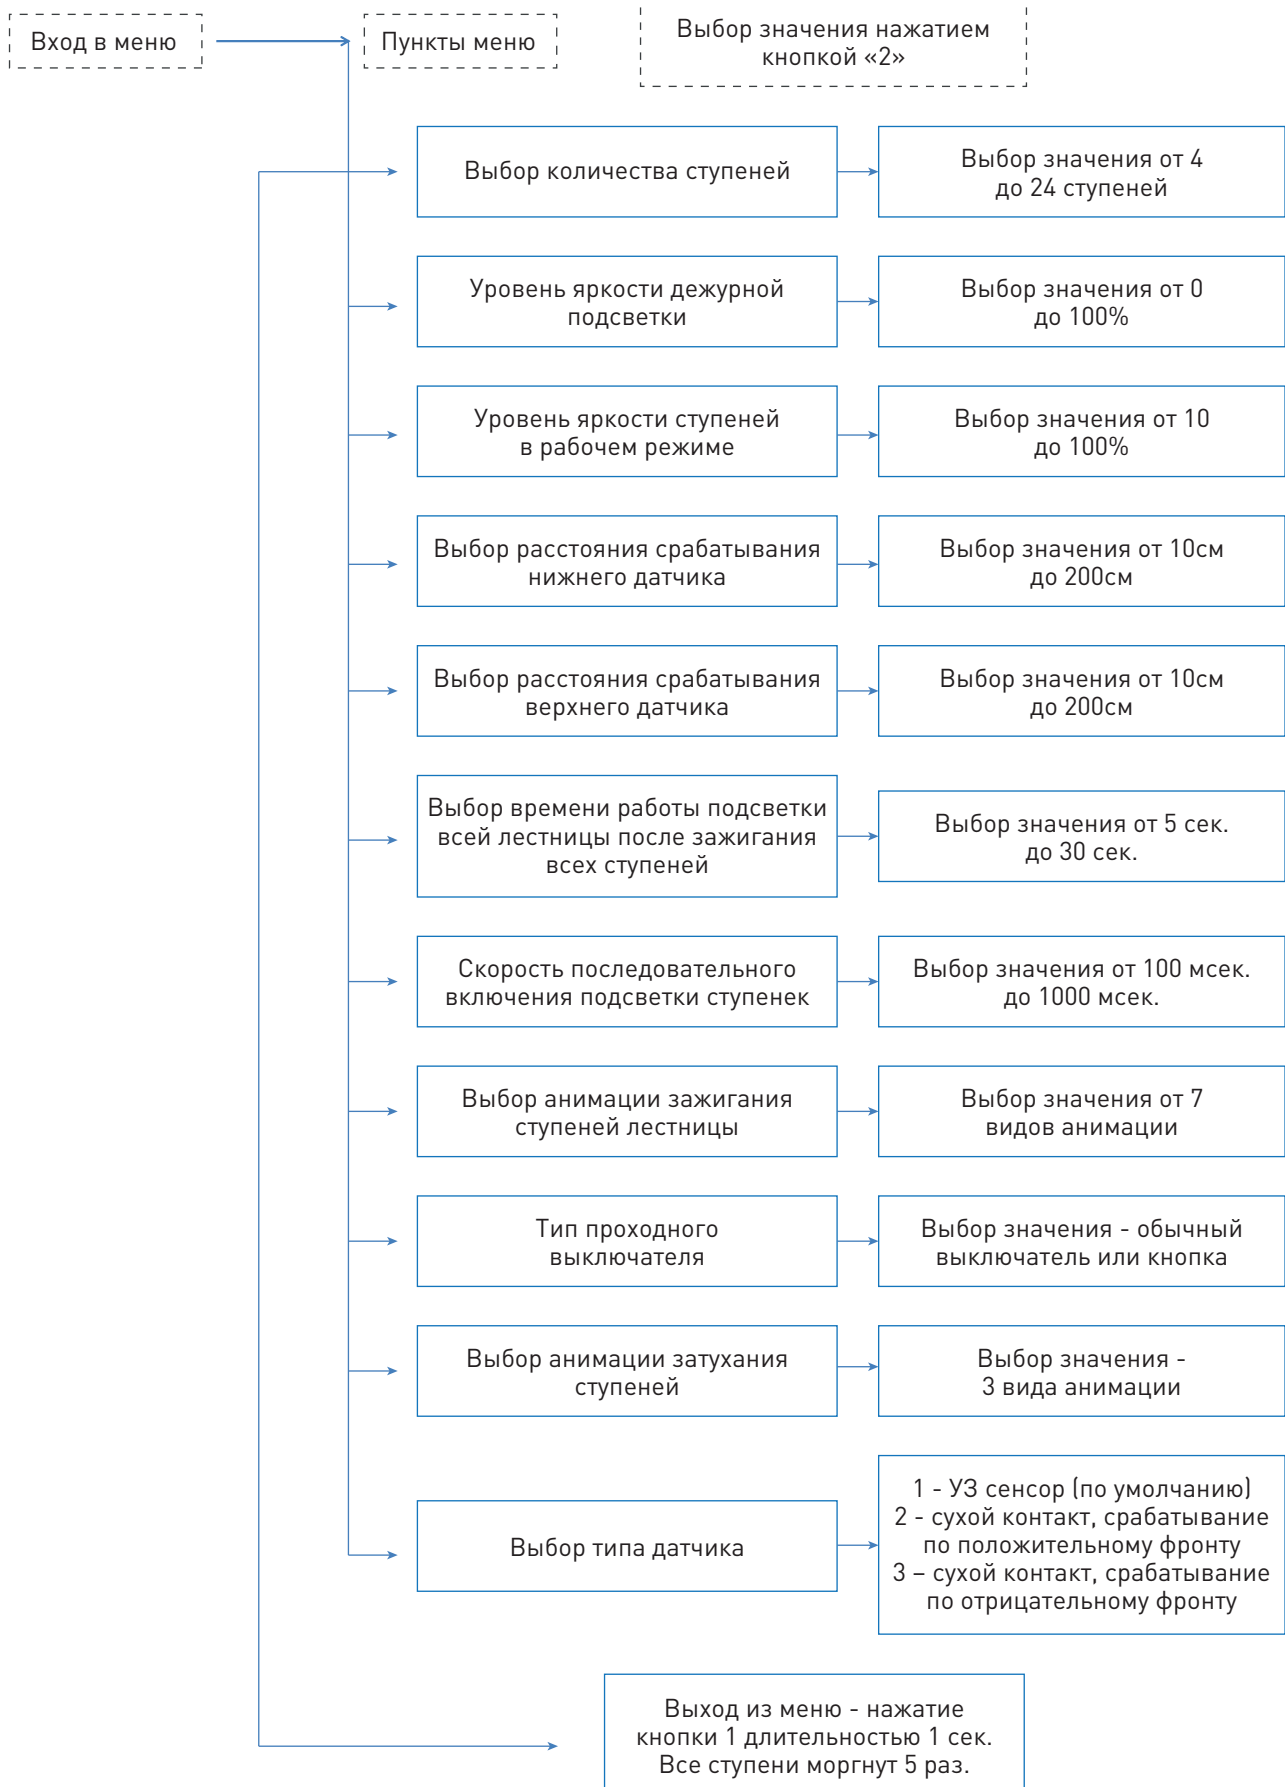 Вход в меню
Пункты меню
Выбор значения нажатием
кнопкой «2»
Выбор количества ступеней
Выбор значения от 4
до 24 ступеней
Уровень яркости дежурной
подсветки
Выбор значения от 0
до 100%
Уровень яркости ступеней
в рабочем режиме
Выбор значения от 10
до 100%
Выбор расстояния срабатывания
нижнего датчика
Выбор значения от 10см
до 200см
Выбор расстояния срабатывания
верхнего датчика
Выбор значения от 10см
до 200см
Выбор времени работы подсветки
всей лестницы после зажигания
всех ступеней
Выбор значения от 5 сек.
до 30 сек.
Скорость последовательного
включения подсветки ступенек
Выбор значения от 100 мсек.
до 1000 мсек.
Выбор анимации зажигания
ступеней лестницы
Выбор значения от 7
видов анимации
Тип проходного
выключателя
Выбор значения - обычный
выключатель или кнопка
Выбор анимации затухания
ступеней
Выбор значения -
3 вида анимации
Выбор типа датчика
1 - УЗ сенсор (по умолчанию)
2 - сухой контакт, срабатывание
по положительному фронту
3 – сухой контакт, срабатывание
по отрицательному фронту
Выход из меню - нажатие
кнопки 1 длительностью 1 сек.
Все ступени моргнут 5 раз.